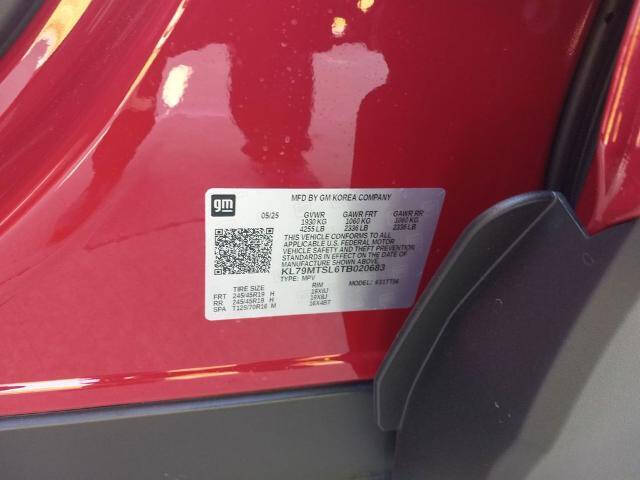 gm
MFD BY GM KOREA COMPANY
05/25 GVWR GAWR FRT GAWR RR
1930 KG 1060 KG 1060 KG
4255 LB 2336 LB 2336 LB
THIS VEHICLE CONFORMS TO ALL
APPLICABLE U.S. FEDERAL MOTOR
VEHICLE SAFETY AND THEFT PREVENTION
STANDARDS IN EFFECT ON THE DATE OF
MANUFACTURE SHOWN ABOVE.
KL79MTSL6TB020683
TYPE: MPV MODEL:
TIRE SIZE RIM
FRT 245/45R19 H 19X8J
RR 245/45R19 H 19X8J
SPA T125/70R16 M 16X4BT